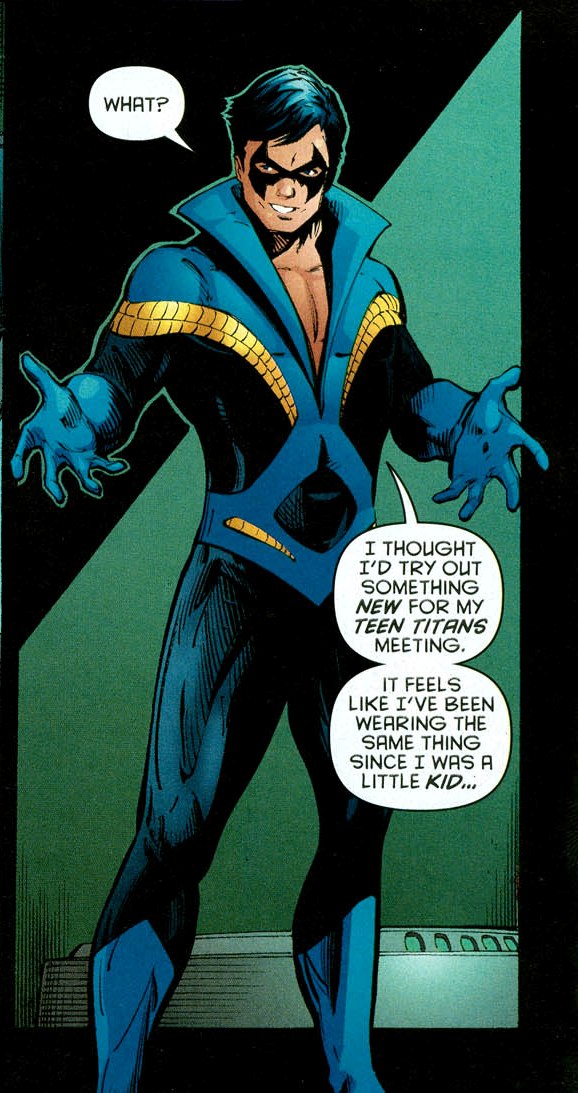 WHAT?
I THOUGHT
I'D TRY OUT
SOMETHING
NEW FOR MY
TEEN TITANS
MEETING.
IT FEELS
LIKE I'VE BEEN
WEARING THE
SAME THING
SINCE I WAS A
LITTLE KID...